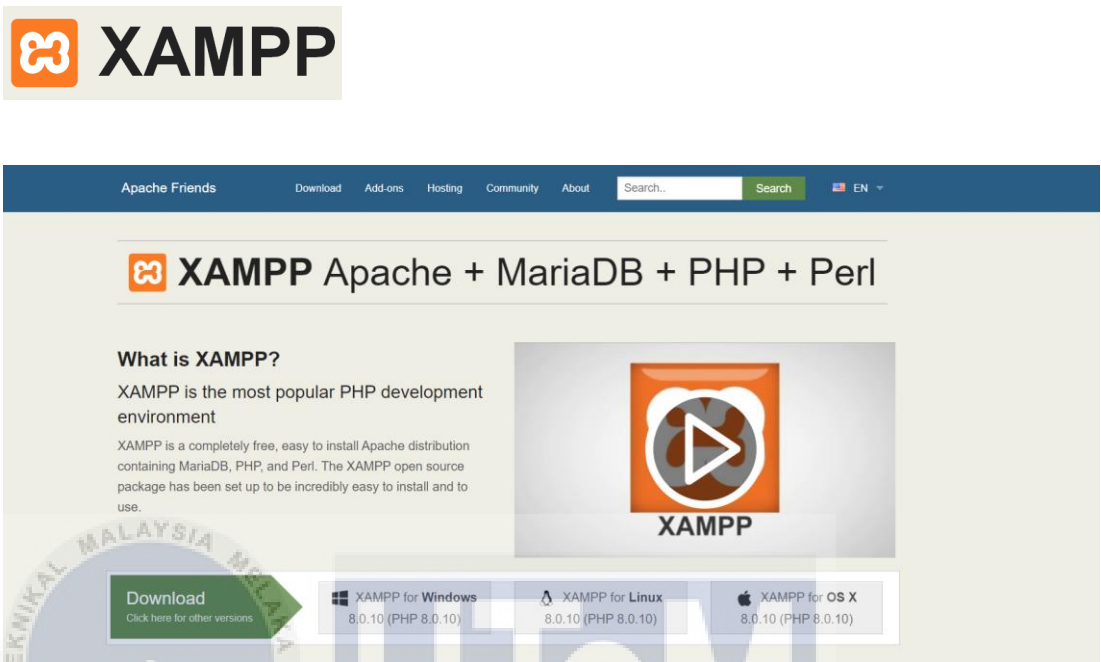 XAMPP
Apache Friends Download Add-ons Hosting Community About Search.. Search EN
XAMPP Apache + MariaDB + PHP + Perl
What is XAMPP?
XAMPP is the most popular PHP development
environment
XAMPP is a completely free, easy to install Apache distribution
containing MariaDB, PHP, and Perl. The XAMPP open source
package has been set up to be incredibly easy to install and to
use.
XAMPP
MALAYSIA MELAKA
Download
Click here for other versions
XAMPP for Windows
8.0.10 (PHP 8.0.10)
XAMPP for Linux
8.0.10 (PHP 8.0.10)
XAMPP for OS X
8.0.10 (PHP 8.0.10)